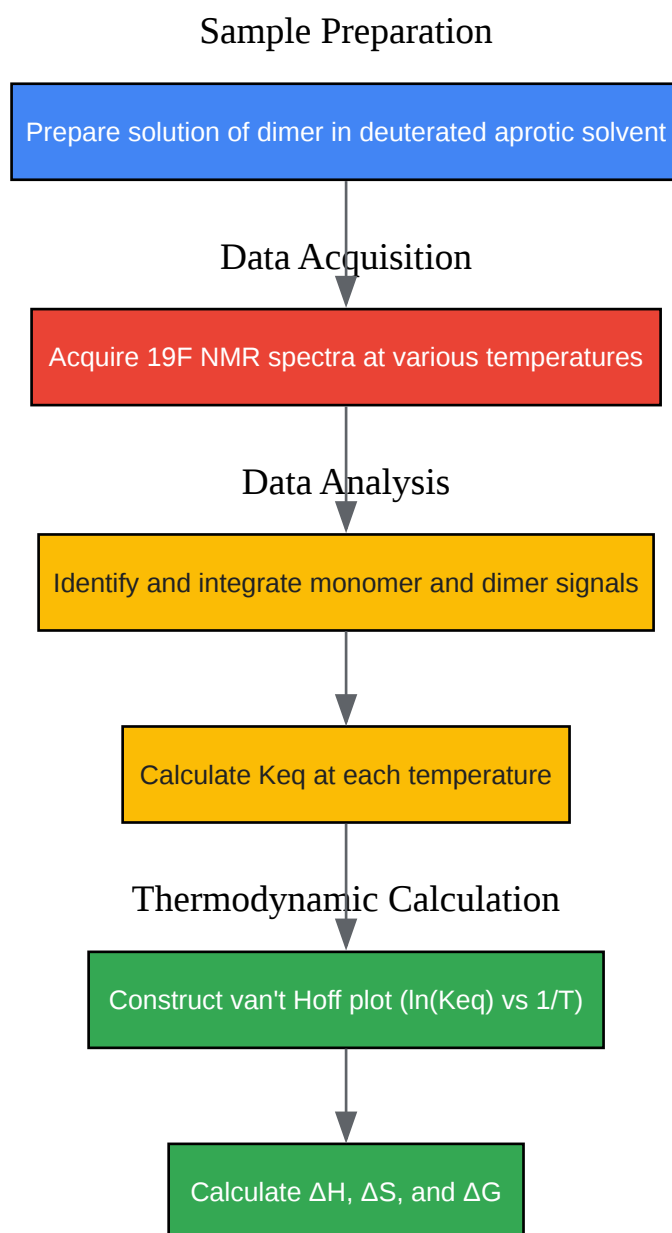 Sample Preparation
Prepare solution of dimer in deuterated aprotic solvent
Data Acquisition
Acquire 19F NMR spectra at various temperatures
Data Analysis
Identify and integrate monomer and dimer signals
Calculate Keq at each temperature
Thermodynamic Calculation
Construct van't Hoff plot (ln(Keq) vs 1/T)
Calculate ΔH, ΔS, and ΔG